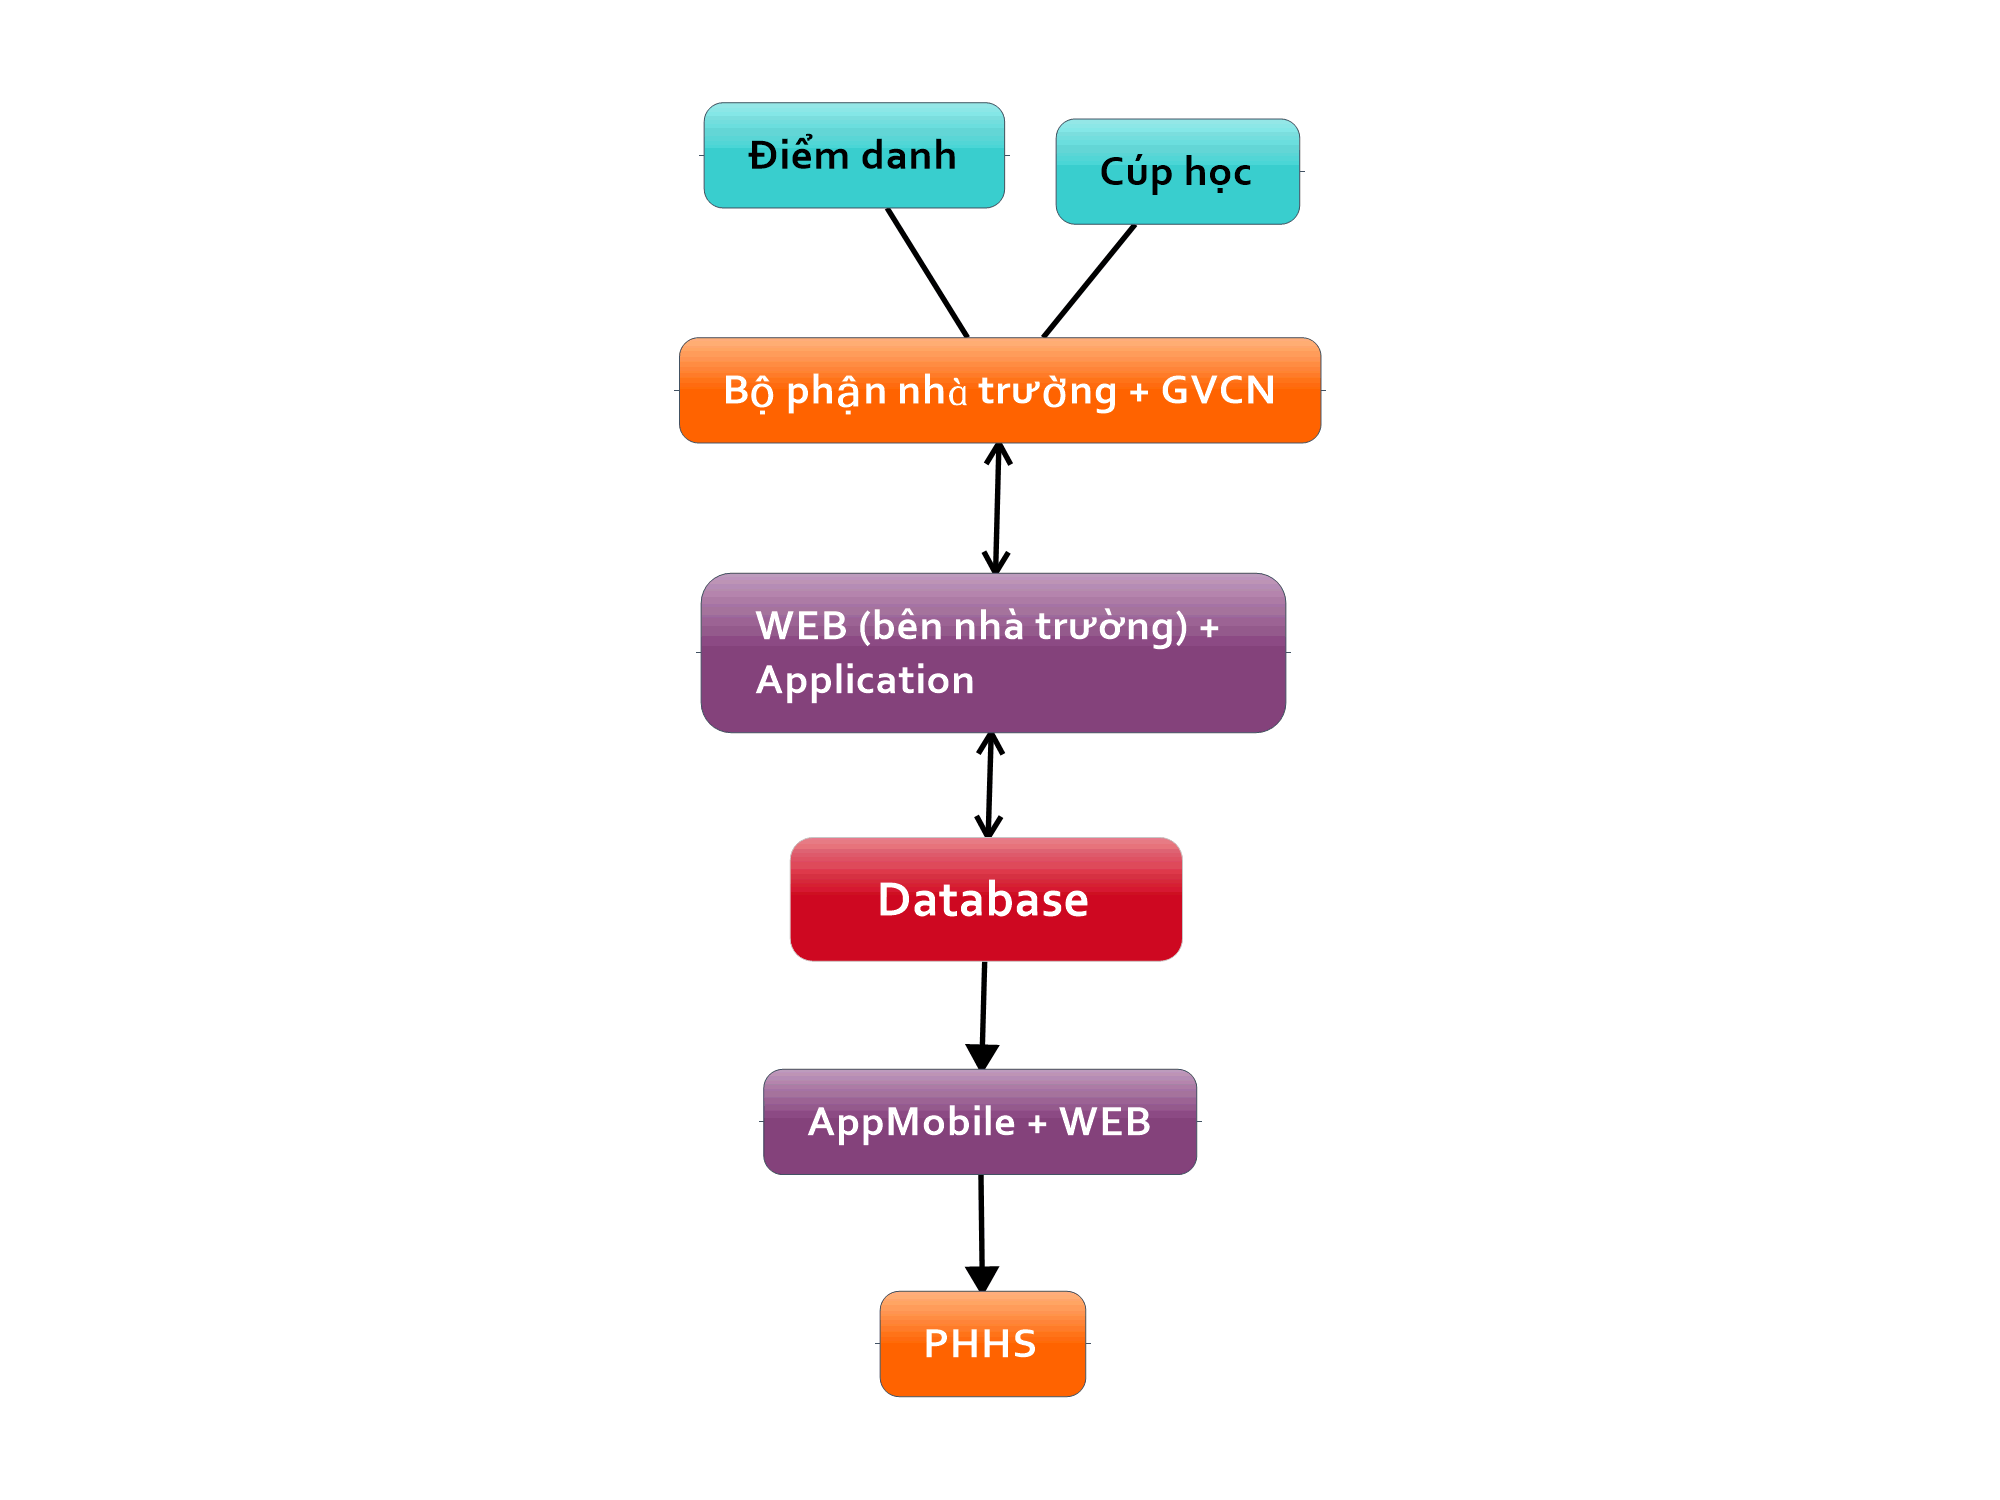 Điểm danh
Cúp học
Bộ phận nhà trường + GVCN
WEB (bên nhà trường) +
Application
Database
AppMobile + WEB
PHHS